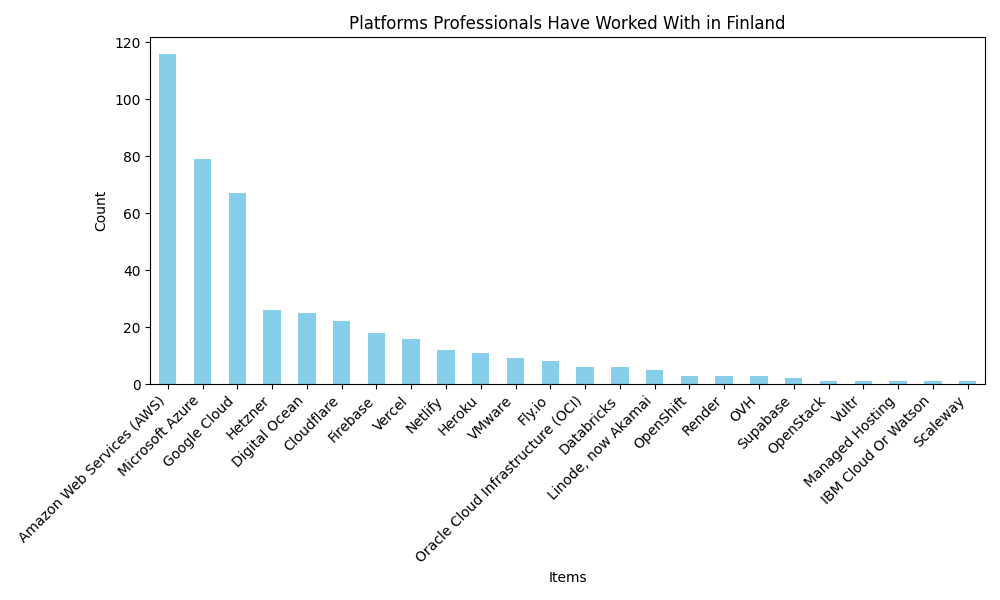 Platforms Professionals Have Worked With in Finland
Count
120
100
80
60
40
20
0
Amazon Web Services (AWS)
Microsoft Azure
Google Cloud
Hetzner
Digital Ocean
Cloudflare
Firebase
Vercel
Netlify
Heroku
VMware
Fly.io
Oracle Cloud Infrastructure (OCI)
Databricks
Linode, now Akamai
OpenShift
Render
OVH
Supabase
OpenStack
Vultr
Managed Hosting
IBM Cloud Or Watson
Scaleway
Items